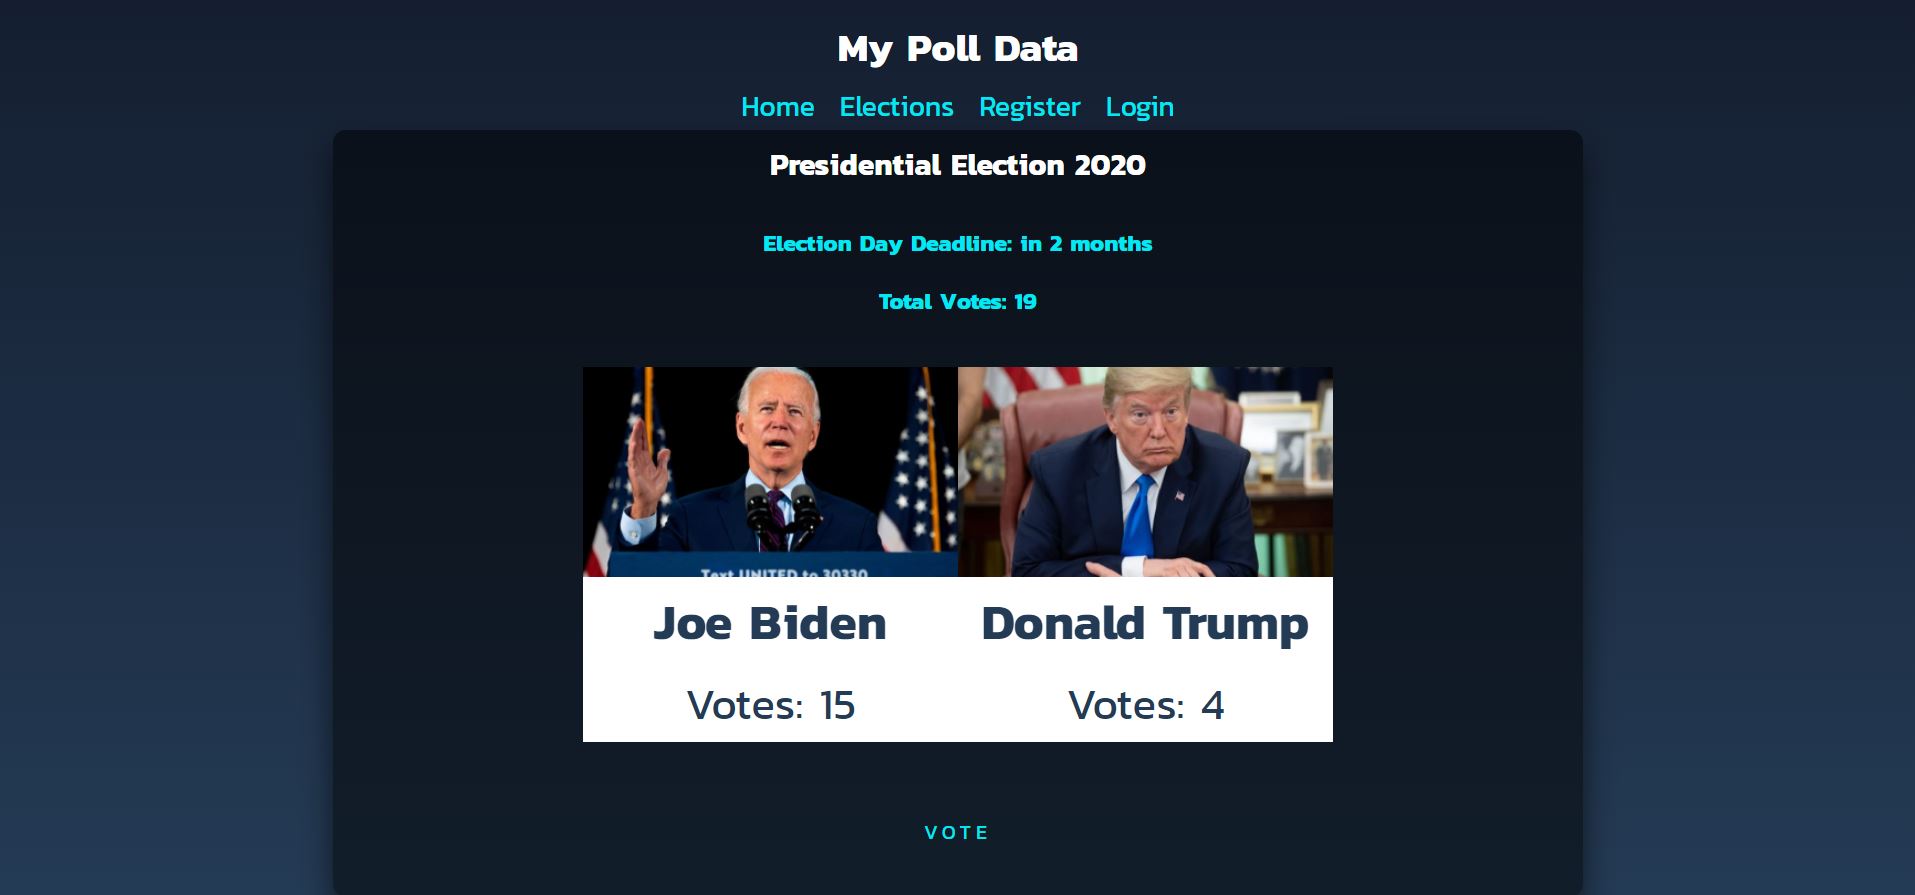 My Poll Data
Home Elections Register Login
Presidential Election 2020
Election Day Deadline: in 2 months
Total Votes: 19
Text UNITED to 30330
Joe Biden Donald Trump
Votes: 15 Votes: 4
VOTE